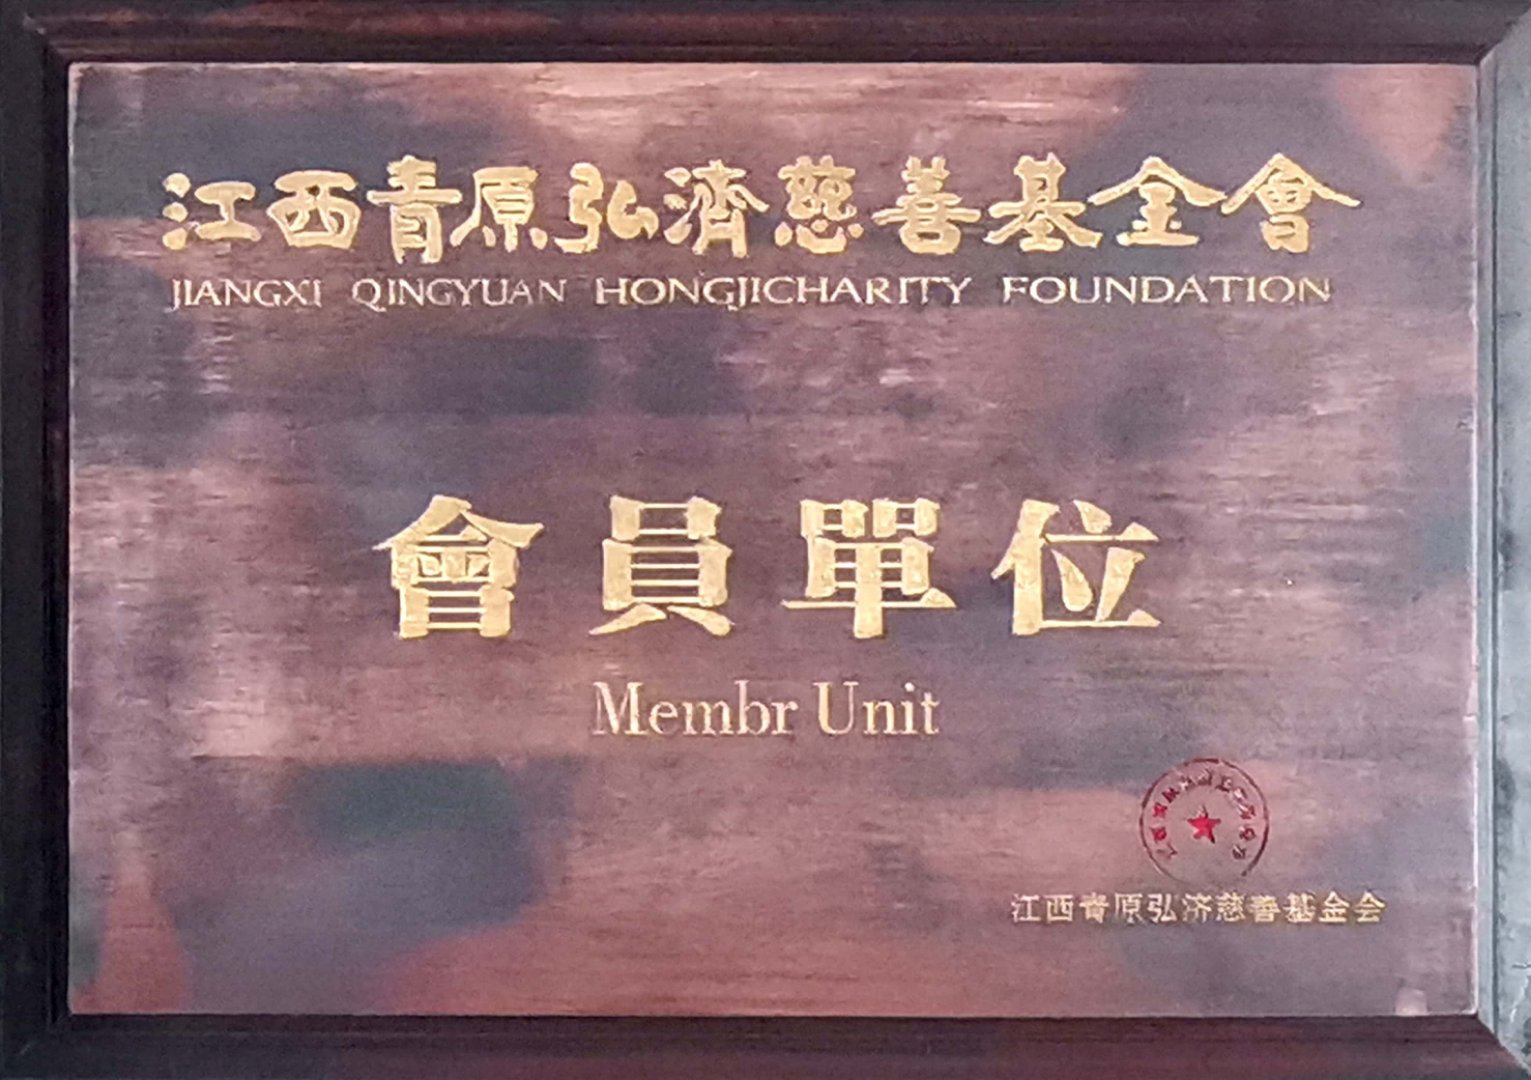 江西青原弘濟慈善基金會
JIANGXI QINGYUAN HONGJICHARITY FOUNDATION
會員單位
Membr Unit
江西青原弘济慈善基金会